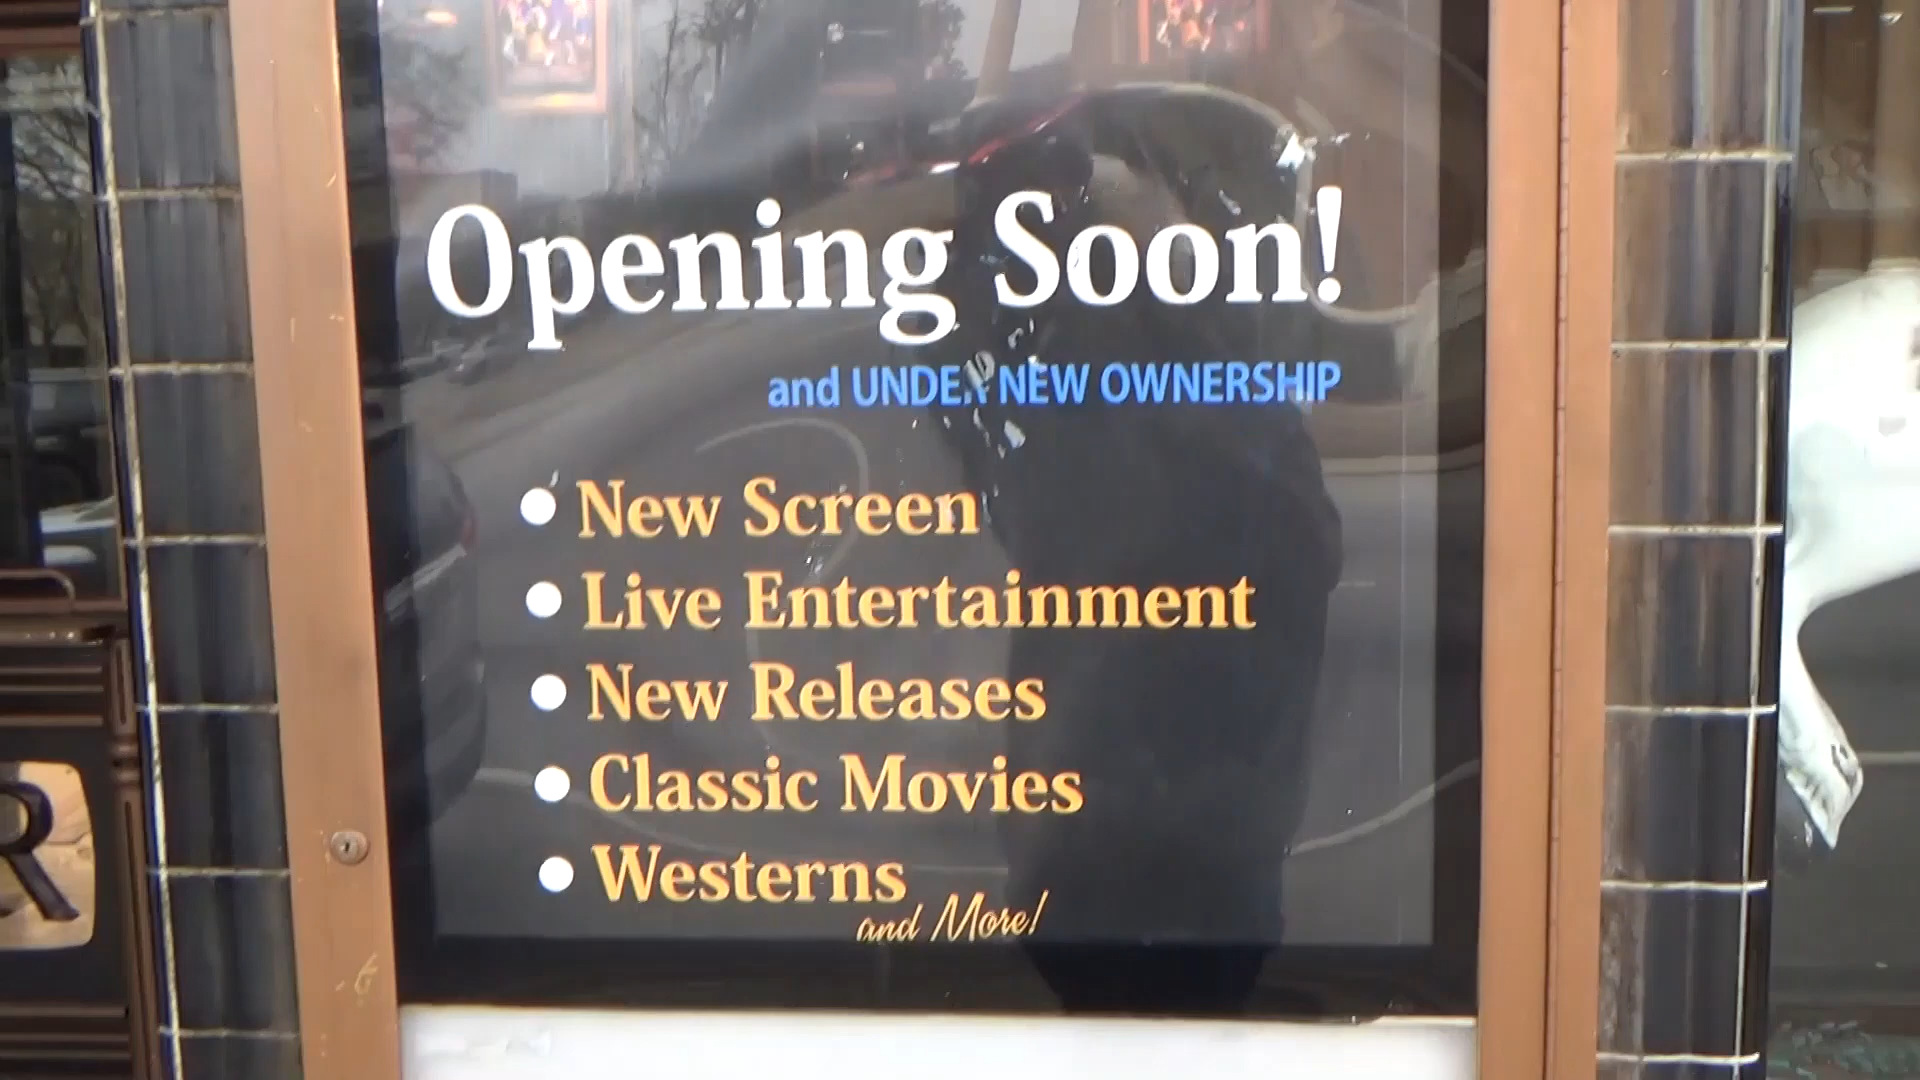 Opening Soon!
and UNDER NEW OWNERSHIP
New Screen
Live Entertainment
New Releases
Classic Movies
Westerns
and More!
R